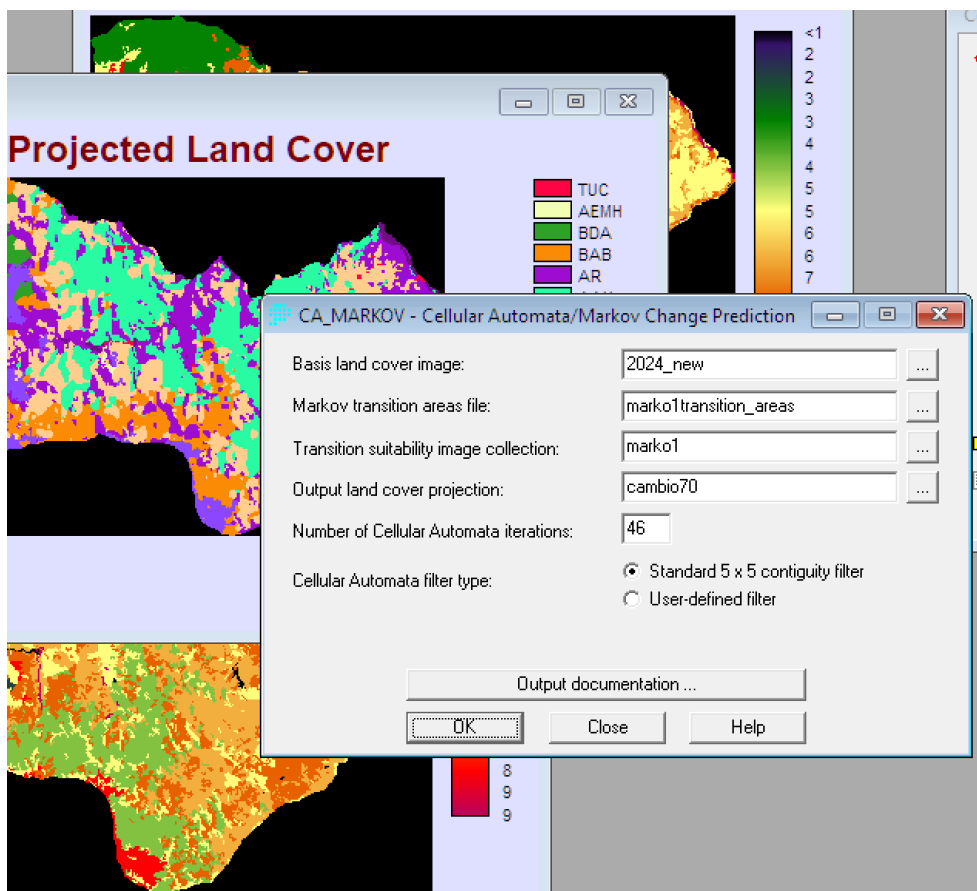 <1
2
2
3
3
4
4
5
5
6
6
7
Projected Land Cover
TUC
AEMH
BDA
BAB
AR
CA_MARKOV - Cellular Automata/Markov Change Prediction
Basis land cover image:
2024_new
...
Markov transition areas file:
marko1transition_areas
...
Transition suitability image collection:
marko1
...
Output land cover projection:
cambio70
...
Number of Cellular Automata iterations:
46
Cellular Automata filter type:
Standard 5 x 5 contiguity filter
User-defined filter
Output documentation ...
OK
Close
Help
8
9
9